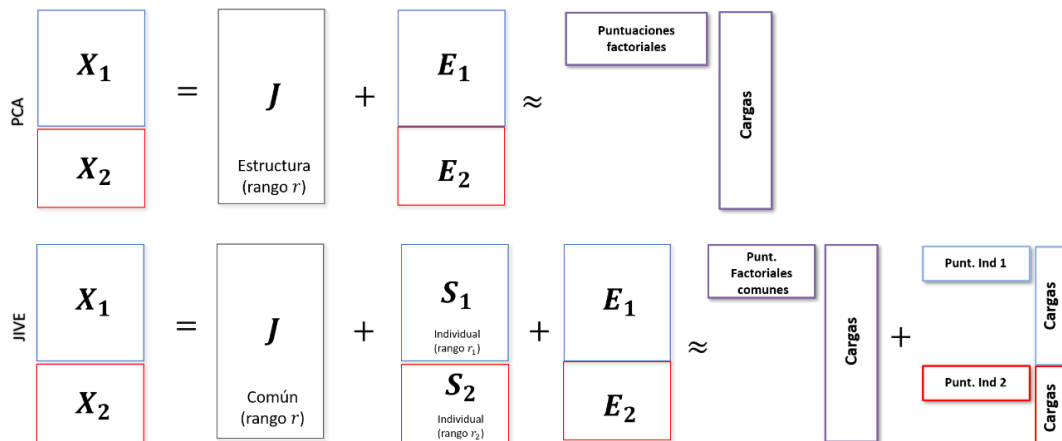 PCA
X₁
X₂
=
J
Estructura
(rango r)
+
E₁
E₂
≈
Puntuaciones
factoriales
Cargas
JIVE
X₁
X₂
=
J
Común
(rango r)
+
S₁
Individual
(rango r₁)
S₂
Individual
(rango r₂)
+
E₁
E₂
≈
Punt.
Factoriales
comunes
Cargas
+
Punt. Ind 1
Cargas
Punt. Ind 2
Cargas